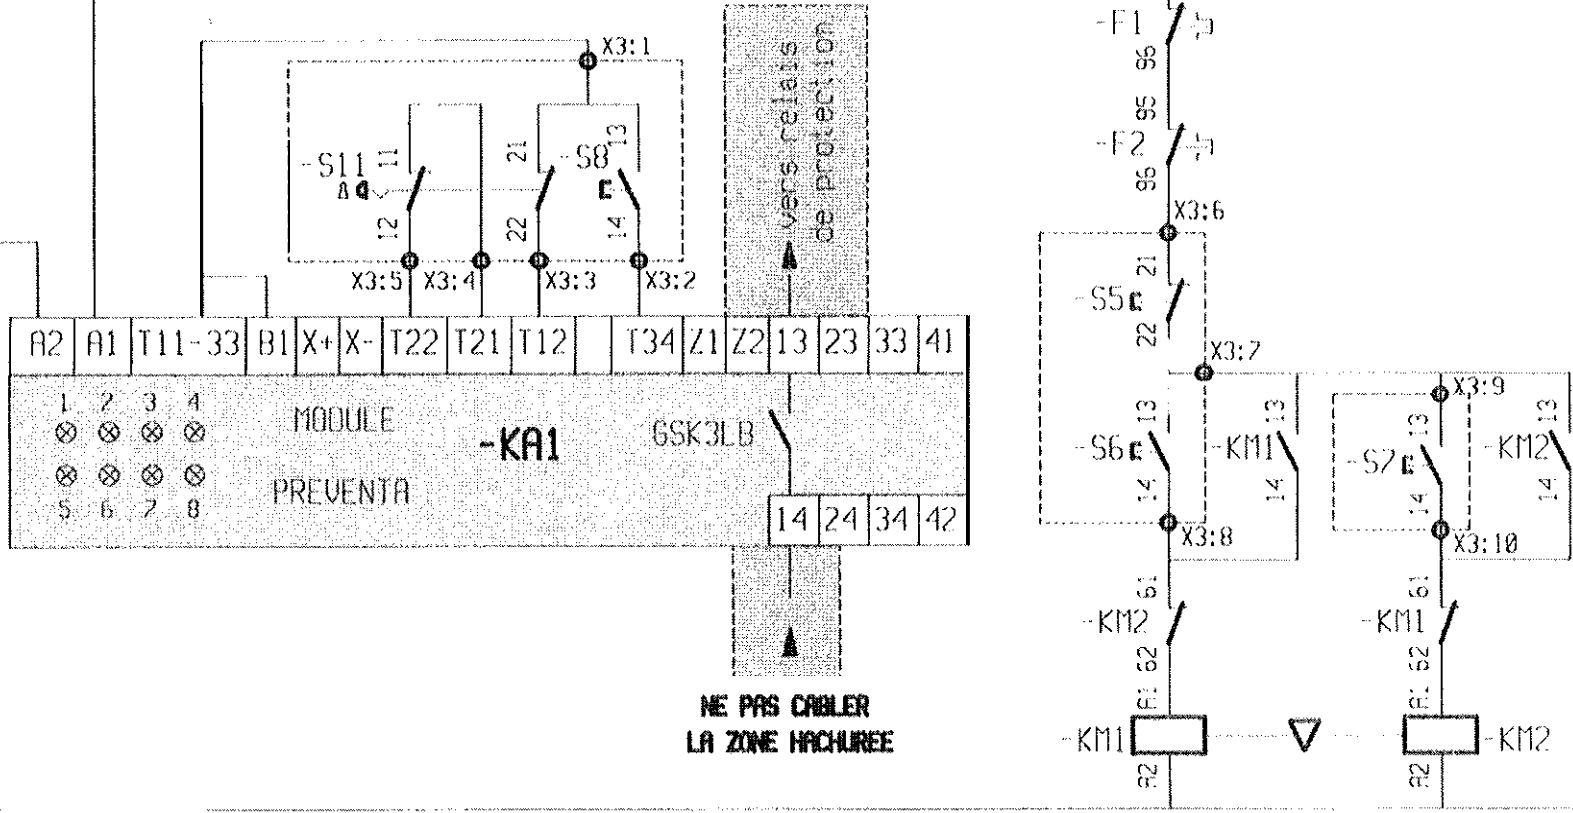 X3:1
-S11
11
12
21
22
-S8
13
14
X3:5
X3:4
X3:3
X3:2
vers relais
de protection
A2
A1
T11-33
B1
X+
X-
T22
T21
T12
T34
Z1
Z2
13
23
33
41
1 2 3 4
5 6 7 8
MODULE
PREVENTA
-KA1
GSK3LB
14
24
34
42
NE PAS CABLER
LA ZONE HACHUREE
-F1
96
95
-F2
96
X3:6
21
-S5
22
X3:7
13
-S6
14
X3:8
13
-KM1
14
X3:9
13
-S7
14
X3:10
13
-KM2
14
61
-KM2
62
61
-KM1
62
A1
-KM1
A2
A1
-KM2
A2